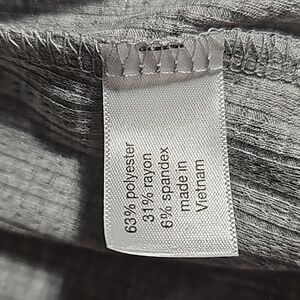 63% polyester
31% rayon
6% spandex
made in
Vietnam